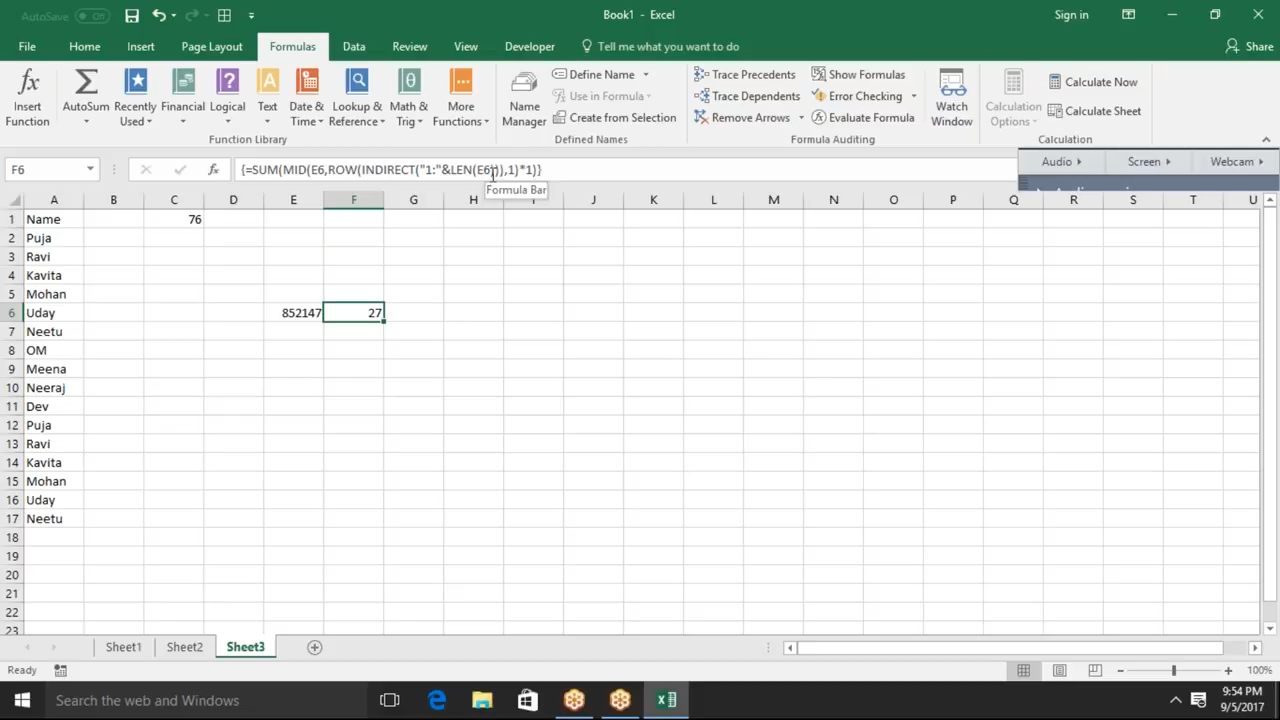 AutoSave Off
Book1 - Excel
Sign in
File Home Insert Page Layout Formulas Data Review View Developer Tell me what you want to do Share
Insert Function
AutoSum
Recently Used
Financial
Logical
Text
Date & Time
Lookup & Reference
Math & Trig
More Functions
Function Library
Name Manager
Define Name
Use in Formula
Create from Selection
Defined Names
Trace Precedents
Trace Dependents
Remove Arrows
Show Formulas
Error Checking
Evaluate Formula
Formula Auditing
Watch Window
Calculation Options
Calculate Now
Calculate Sheet
Calculation
F6
fx
{=SUM(MID(E6,ROW(INDIRECT("1:"&LEN(E6))),1)*1)}
Audio Screen Webcam
Formula Bar
A B C D E F G H I J K L M N O P Q R S T U
1 Name 76
2 Puja
3 Ravi
4 Kavita
5 Mohan
6 Uday 852147 27
7 Neetu
8 OM
9 Meena
10 Neeraj
11 Dev
12 Puja
13 Ravi
14 Kavita
15 Mohan
16 Uday
17 Neetu
18
19
20
21
22
23
Sheet1 Sheet2 Sheet3
Ready
100%
Search the web and Windows
9:54 PM
9/5/2017